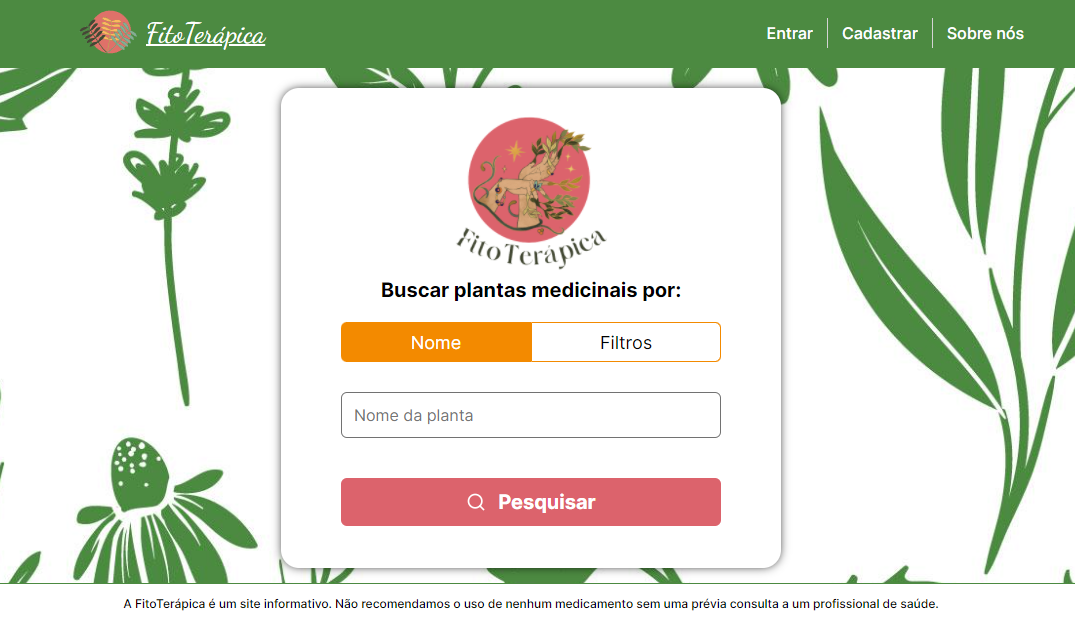 FitoTerápica
Entrar
Cadastrar
Sobre nós
FitoTerápica
Buscar plantas medicinais por:
Nome
Filtros
Nome da planta
Pesquisar
A FitoTerápica é um site informativo. Não recomendamos o uso de nenhum medicamento sem uma prévia consulta a um profissional de saúde.